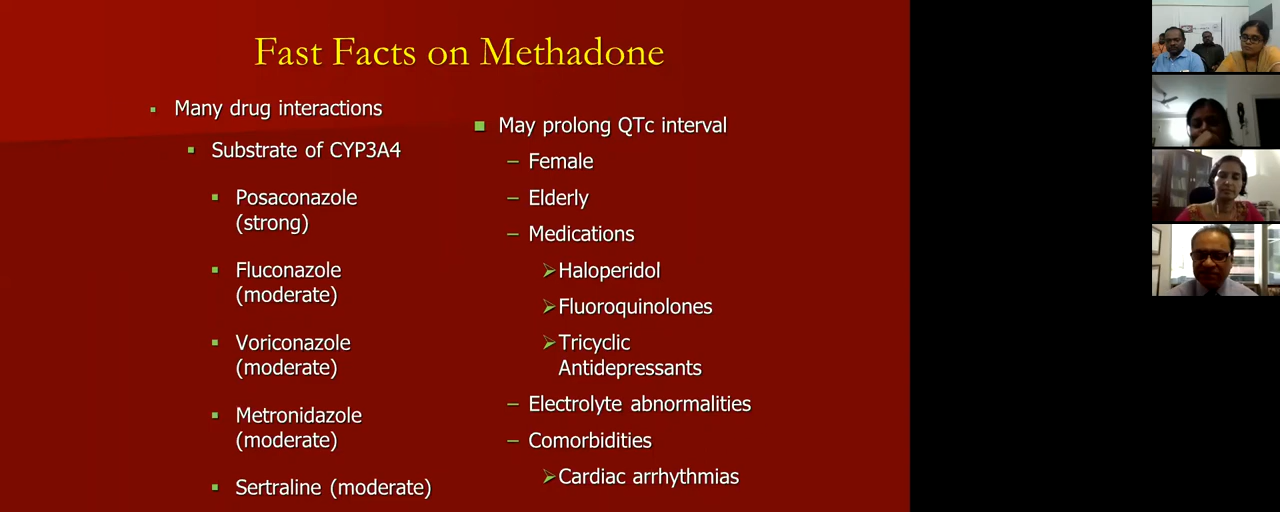 Fast Facts on Methadone
Many drug interactions
Substrate of CYP3A4
Posaconazole
(strong)
Fluconazole
(moderate)
Voriconazole
(moderate)
Metronidazole
(moderate)
Sertraline (moderate)
May prolong QTc interval
– Female
– Elderly
– Medications
Haloperidol
Fluoroquinolones
Tricyclic
Antidepressants
– Electrolyte abnormalities
– Comorbidities
Cardiac arrhythmias